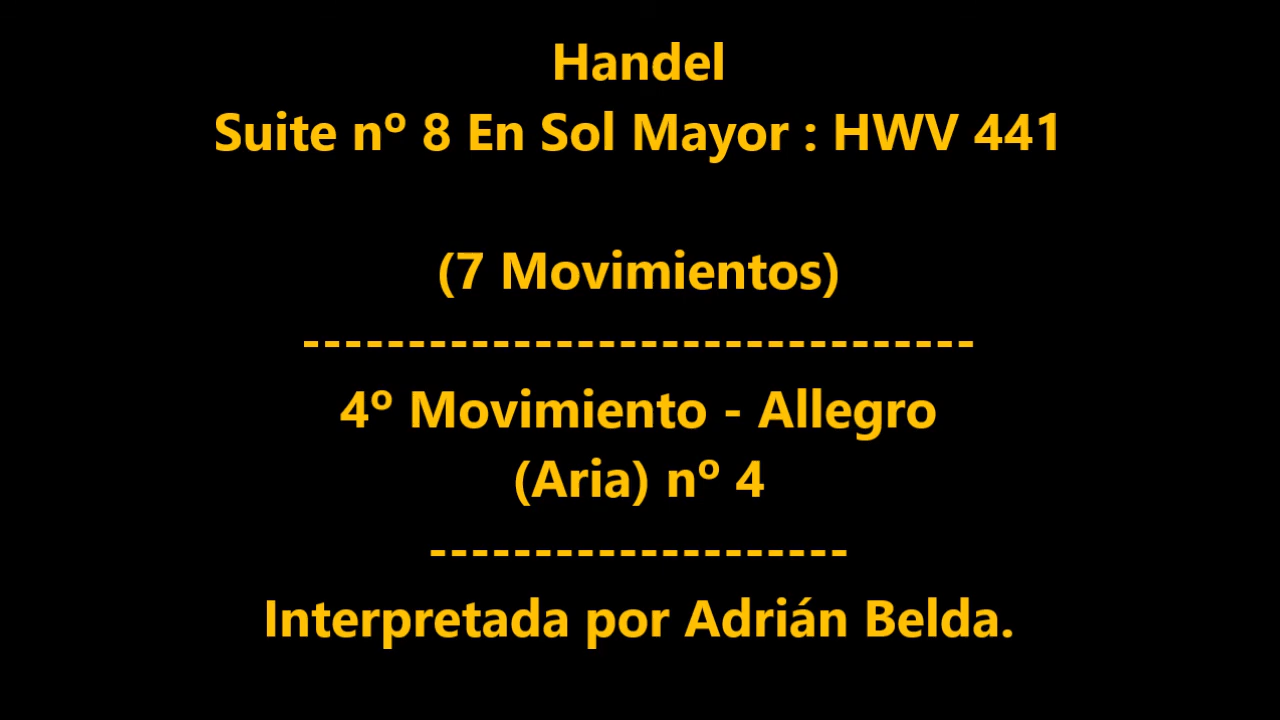 Handel
Suite nº 8 En Sol Mayor : HWV 441
(7 Movimientos)
--------------------------------
4º Movimiento - Allegro
(Aria) nº 4
--------------------
Interpretada por Adrián Belda.